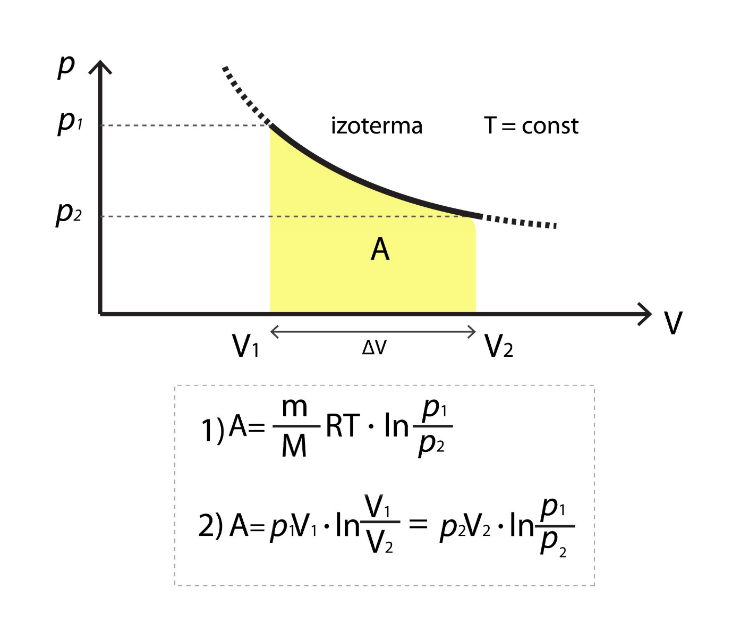 p
p1
izoterma T = const
p2
A
V
V1 ΔV V2
1) A= m/M RT · ln p1/p2
2) A= p1V1 · ln V1/V2 = p2V2 · ln p1/p2